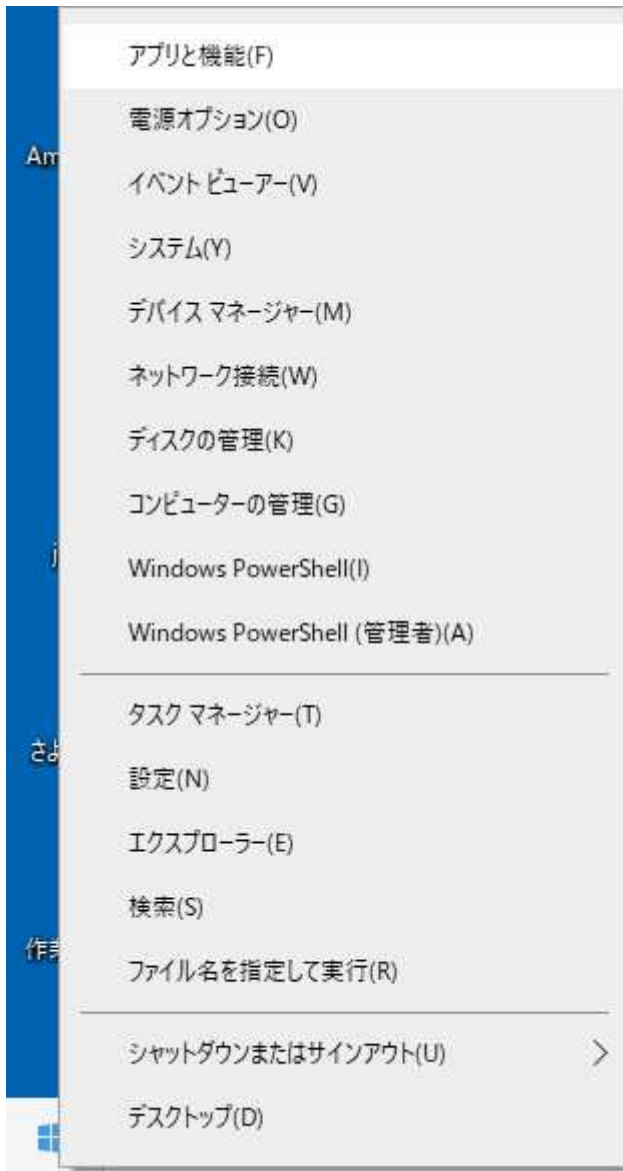 アプリと機能(F)
電源オプション(O)
イベント ビューアー(V)
システム(Y)
デバイス マネージャー(M)
ネットワーク接続(W)
ディスクの管理(K)
コンピューターの管理(G)
Windows PowerShell(I)
Windows PowerShell (管理者)(A)
タスク マネージャー(T)
設定(N)
エクスプローラー(E)
検索(S)
ファイル名を指定して実行(R)
シャットダウンまたはサインアウト(U)
デスクトップ(D)
Am
さよ